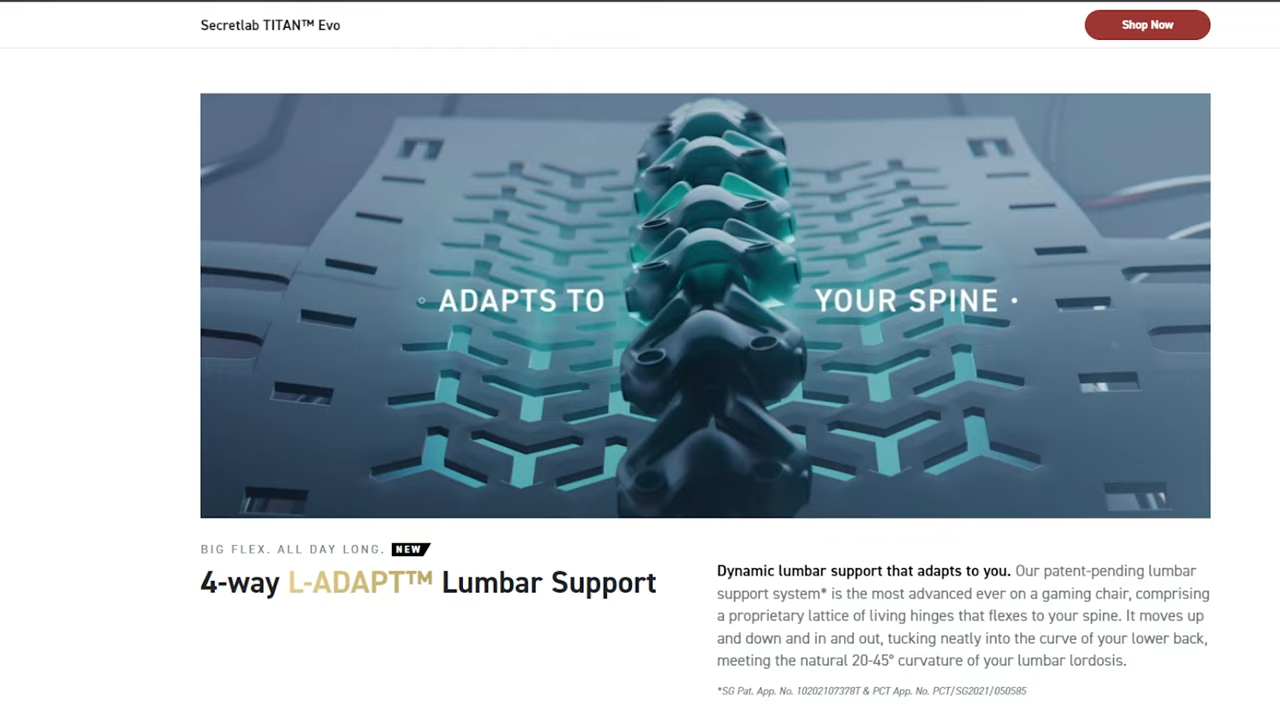 Secretlab TITAN™ Evo
Shop Now
ADAPTS TO YOUR SPINE
BIG FLEX. ALL DAY LONG. NEW
4-way L-ADAPT™ Lumbar Support
Dynamic lumbar support that adapts to you. Our patent-pending lumbar
support system* is the most advanced ever on a gaming chair, comprising
a proprietary lattice of living hinges that flexes to your spine. It moves up
and down and in and out, tucking neatly into the curve of your lower back,
meeting the natural 20-45° curvature of your lumbar lordosis.
*SG Pat. App. No. 10202107378T & PCT App. No. PCT/SG2021/050585